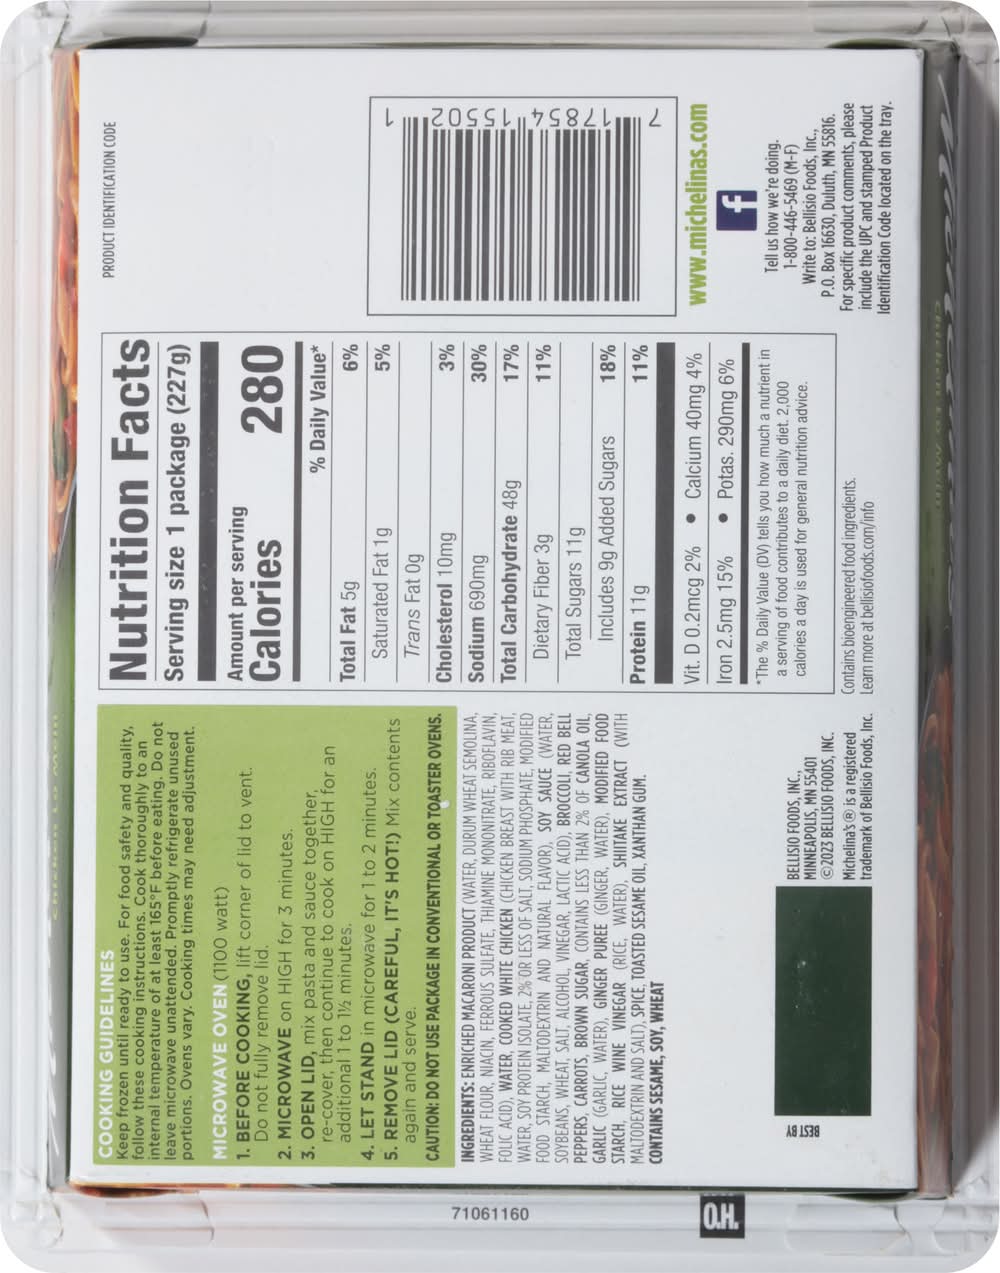 COOKING GUIDELINES
Keep frozen until ready to use. For food safety and quality,
follow these cooking instructions. Cook thoroughly to an
internal temperature of at least 165°F before eating. Do not
leave microwave unattended. Promptly refrigerate unused
portions. Ovens vary. Cooking times may need adjustment.
MICROWAVE OVEN (1100 watt)
1. BEFORE COOKING, lift corner of lid to vent.
Do not fully remove lid.
2. MICROWAVE on HIGH for 3 minutes.
3. OPEN LID, mix pasta and sauce together,
re-cover, then continue to cook on HIGH for an
additional 1 to 1½ minutes.
4. LET STAND in microwave for 1 to 2 minutes.
5. REMOVE LID (CAREFUL, IT'S HOT!) Mix contents
again and serve.
CAUTION: DO NOT USE PACKAGE IN CONVENTIONAL OR TOASTER OVENS.
INGREDIENTS: ENRICHED MACARONI PRODUCT (WATER, DURUM WHEAT SEMOLINA,
WHEAT FLOUR, NIACIN, FERROUS SULFATE, THIAMINE MONONITRATE, RIBOFLAVIN,
FOLIC ACID), WATER, COOKED WHITE CHICKEN (CHICKEN BREAST WITH RIB MEAT,
WATER, SOY PROTEIN ISOLATE, 2% OR LESS OF SALT, SODIUM PHOSPHATE, MODIFIED
FOOD STARCH, MALTODEXTRIN AND NATURAL FLAVOR), SOY SAUCE (WATER,
SOYBEANS, WHEAT, SALT, ALCOHOL, VINEGAR, LACTIC ACID), BROCCOLI, RED BELL
PEPPERS, CARROTS, BROWN SUGAR, CONTAINS LESS THAN 2% OF CANOLA OIL,
GARLIC (GARLIC, WATER), GINGER PUREE (GINGER, WATER), MODIFIED FOOD
STARCH, RICE WINE VINEGAR (RICE, WATER), SHIITAKE EXTRACT (WITH
MALTODEXTRIN AND SALT), SPICE, TOASTED SESAME OIL, XANTHAN GUM.
CONTAINS SESAME, SOY, WHEAT
BEST BY
BELLISIO FOODS, INC.
MINNEAPOLIS, MN 55401
©2023 BELLISIO FOODS, INC.
Michelina's ® is a registered
trademark of Bellisio Foods, Inc.
Nutrition Facts
Serving size 1 package (227g)
Amount per serving
Calories 280
% Daily Value*
Total Fat 5g 6%
Saturated Fat 1g 5%
Trans Fat 0g
Cholesterol 10mg 3%
Sodium 690mg 30%
Total Carbohydrate 48g 17%
Dietary Fiber 3g 11%
Total Sugars 11g
Includes 9g Added Sugars 18%
Protein 11g 11%
Vit. D 0.2mcg 2% • Calcium 40mg 4%
Iron 2.5mg 15% • Potas. 290mg 6%
*The % Daily Value (DV) tells you how much a nutrient in
a serving of food contributes to a daily diet. 2,000
calories a day is used for general nutrition advice.
Contains bioengineered food ingredients.
Learn more at bellisiofoods.com/info
PRODUCT IDENTIFICATION CODE
7 17854 15502 1
www.michelinas.com
f
Tell us how we're doing.
1-800-446-5469 (M-F)
Write to: Bellisio Foods, Inc.,
P.O. Box 16630, Duluth, MN 55816.
For specific product comments, please
include the UPC and stamped Product
Identification Code located on the tray.
71061160
O.H.
Chicken Lo Mein